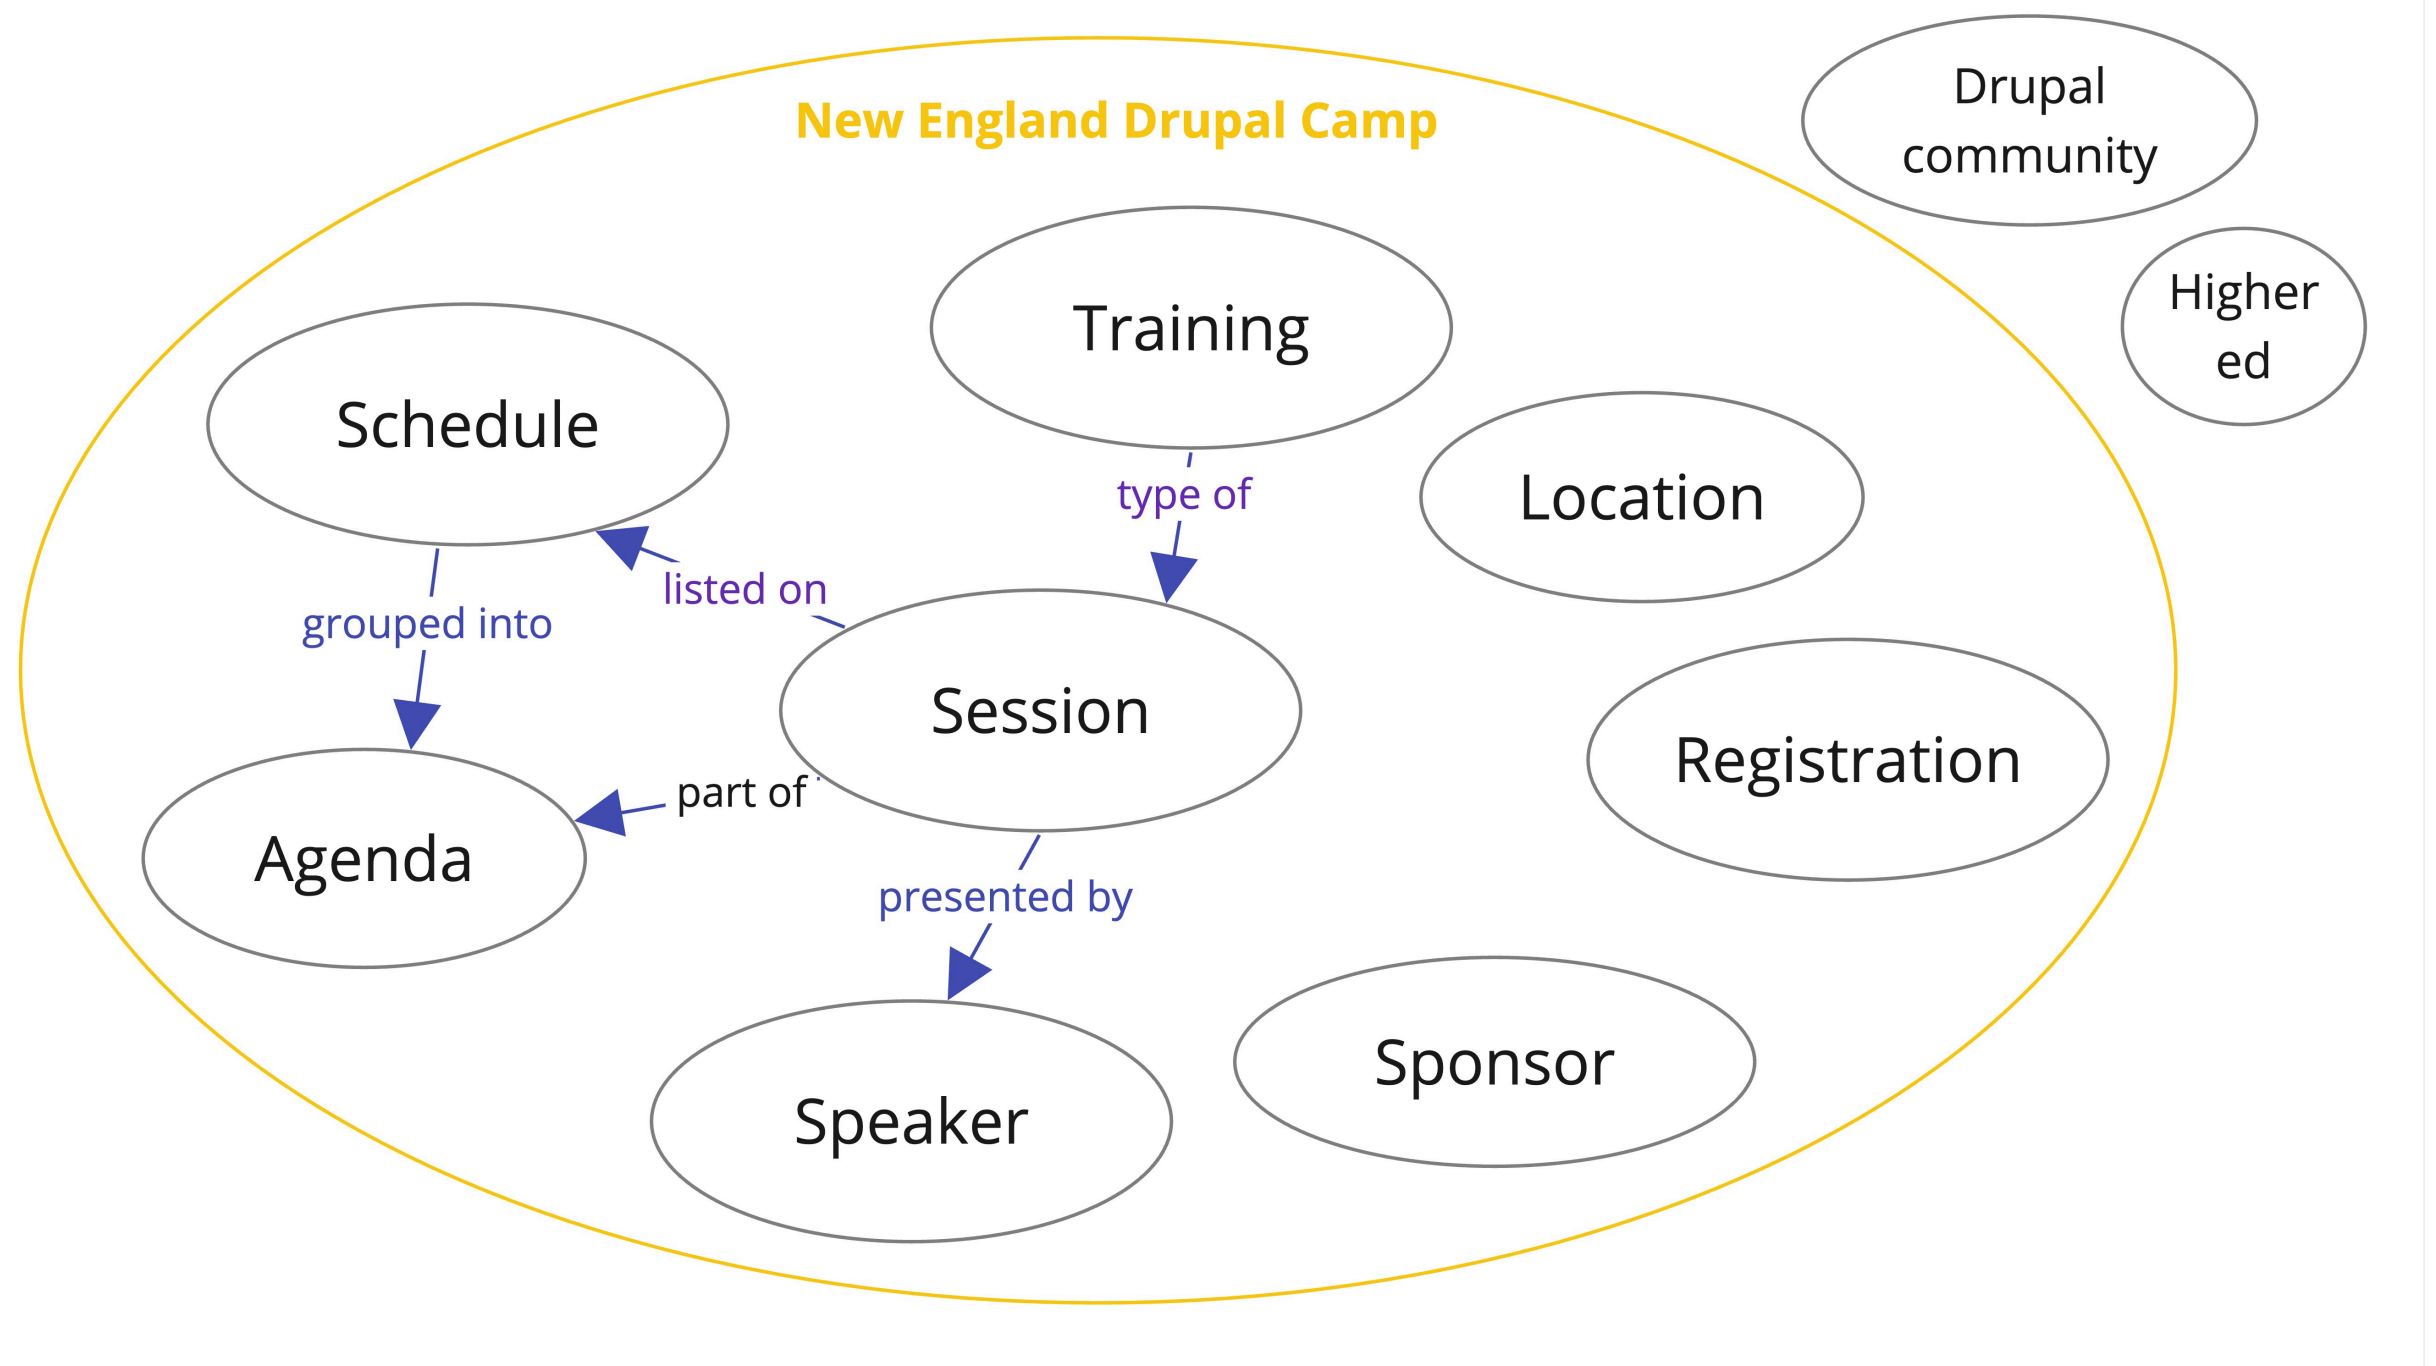 New England Drupal Camp
Drupal
community
Higher
ed
Training
Schedule
Location
type of
listed on
grouped into
Session
Registration
part of
Agenda
presented by
Sponsor
Speaker